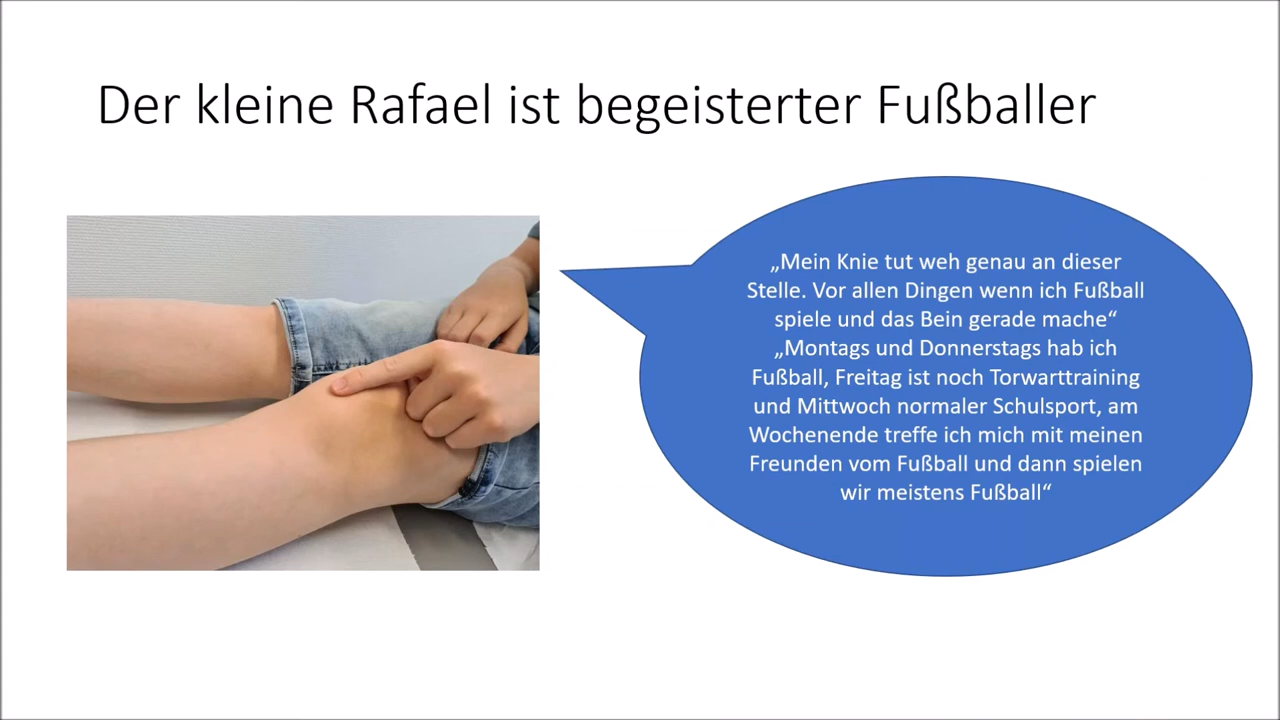 Der kleine Rafael ist begeisterter Fußballer
„Mein Knie tut weh genau an dieser
Stelle. Vor allen Dingen wenn ich Fußball
spiele und das Bein gerade mache“
„Montags und Donnerstags hab ich
Fußball, Freitag ist noch Torwarttraining
und Mittwoch normaler Schulsport, am
Wochenende treffe ich mich mit meinen
Freunden vom Fußball und dann spielen
wir meistens Fußball“